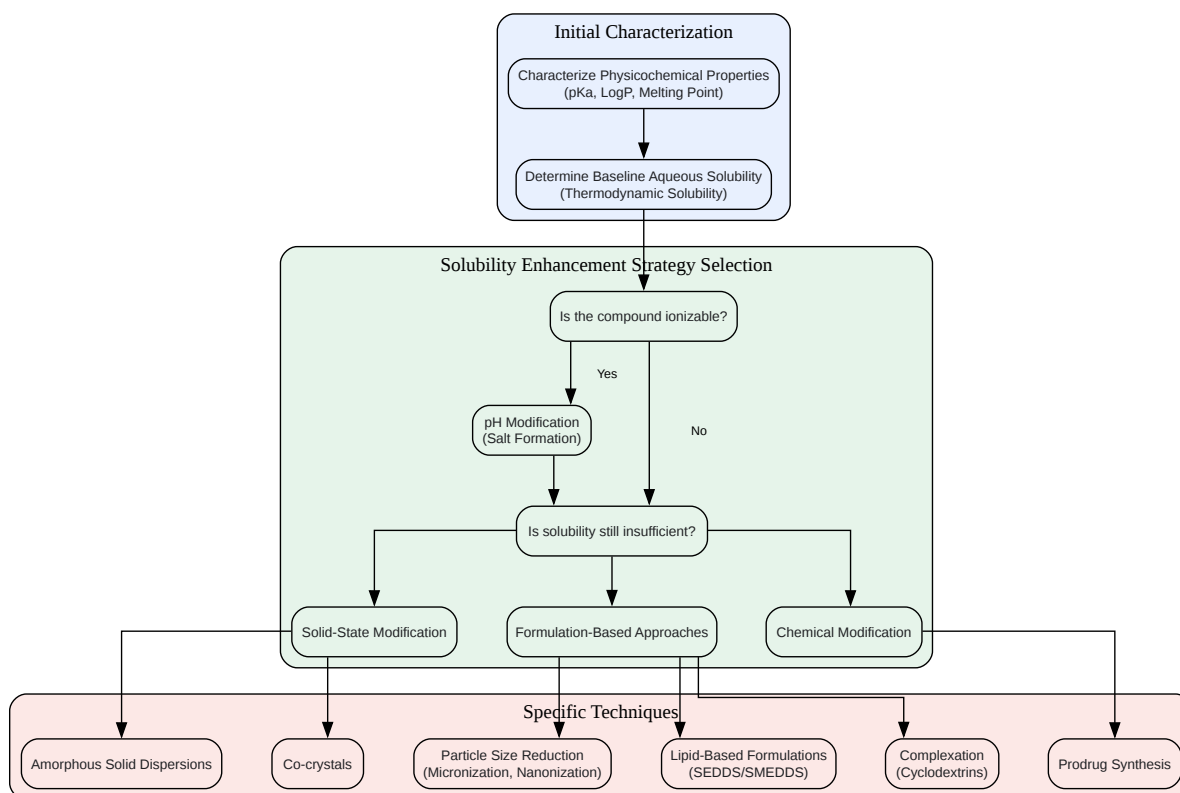 Initial Characterization
Characterize Physicochemical Properties
(pKa, LogP, Melting Point)
Determine Baseline Aqueous Solubility
(Thermodynamic Solubility)
Solubility Enhancement Strategy Selection
Is the compound ionizable?
Yes
pH Modification
(Salt Formation)
No
Is solubility still insufficient?
Solid-State Modification
Formulation-Based Approaches
Chemical Modification
Specific Techniques
Amorphous Solid Dispersions
Co-crystals
Particle Size Reduction
(Micronization, Nanonization)
Lipid-Based Formulations
(SEDDS/SMEDDS)
Complexation
(Cyclodextrins)
Prodrug Synthesis